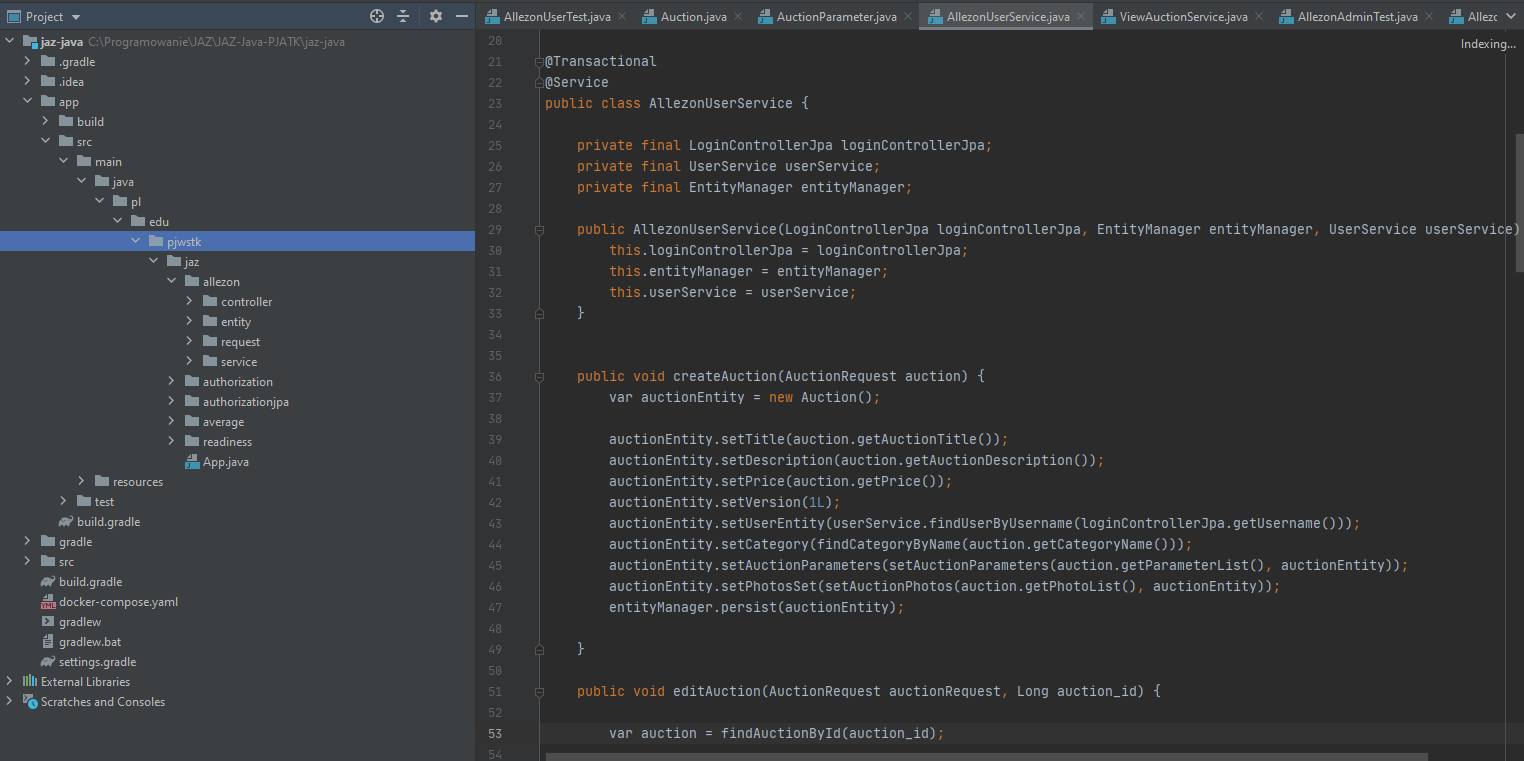 Project
jaz-java C:\Programowanie\JAZ\JAZ-Java-PJATK\jaz-java
.gradle
.idea
app
build
src
main
java
pl
edu
pjwstk
jaz
allezon
controller
entity
request
service
authorization
authorizationjpa
average
readiness
App.java
resources
test
build.gradle
gradle
src
build.gradle
docker-compose.yaml
gradlew
gradlew.bat
settings.gradle
External Libraries
Scratches and Consoles
AllezonUserTest.java Auction.java AuctionParameter.java AllezonUserService.java ViewAuctionService.java AllezonAdminTest.java Allezo
Indexing...
20
21 @Transactional
22 @Service
23 public class AllezonUserService {
24
25 private final LoginControllerJpa loginControllerJpa;
26 private final UserService userService;
27 private final EntityManager entityManager;
28
29 public AllezonUserService(LoginControllerJpa loginControllerJpa, EntityManager entityManager, UserService userService)
30 this.loginControllerJpa = loginControllerJpa;
31 this.entityManager = entityManager;
32 this.userService = userService;
33 }
34
35
36 public void createAuction(AuctionRequest auction) {
37 var auctionEntity = new Auction();
38
39 auctionEntity.setTitle(auction.getAuctionTitle());
40 auctionEntity.setDescription(auction.getAuctionDescription());
41 auctionEntity.setPrice(auction.getPrice());
42 auctionEntity.setVersion(1L);
43 auctionEntity.setUserEntity(userService.findUserByUsername(loginControllerJpa.getUsername()));
44 auctionEntity.setCategory(findCategoryByName(auction.getCategoryName()));
45 auctionEntity.setAuctionParameters(setAuctionParameters(auction.getParameterList(), auctionEntity));
46 auctionEntity.setPhotosSet(setAuctionPhotos(auction.getPhotoList(), auctionEntity));
47 entityManager.persist(auctionEntity);
48
49 }
50
51 public void editAuction(AuctionRequest auctionRequest, Long auction_id) {
52
53 var auction = findAuctionById(auction_id);
54